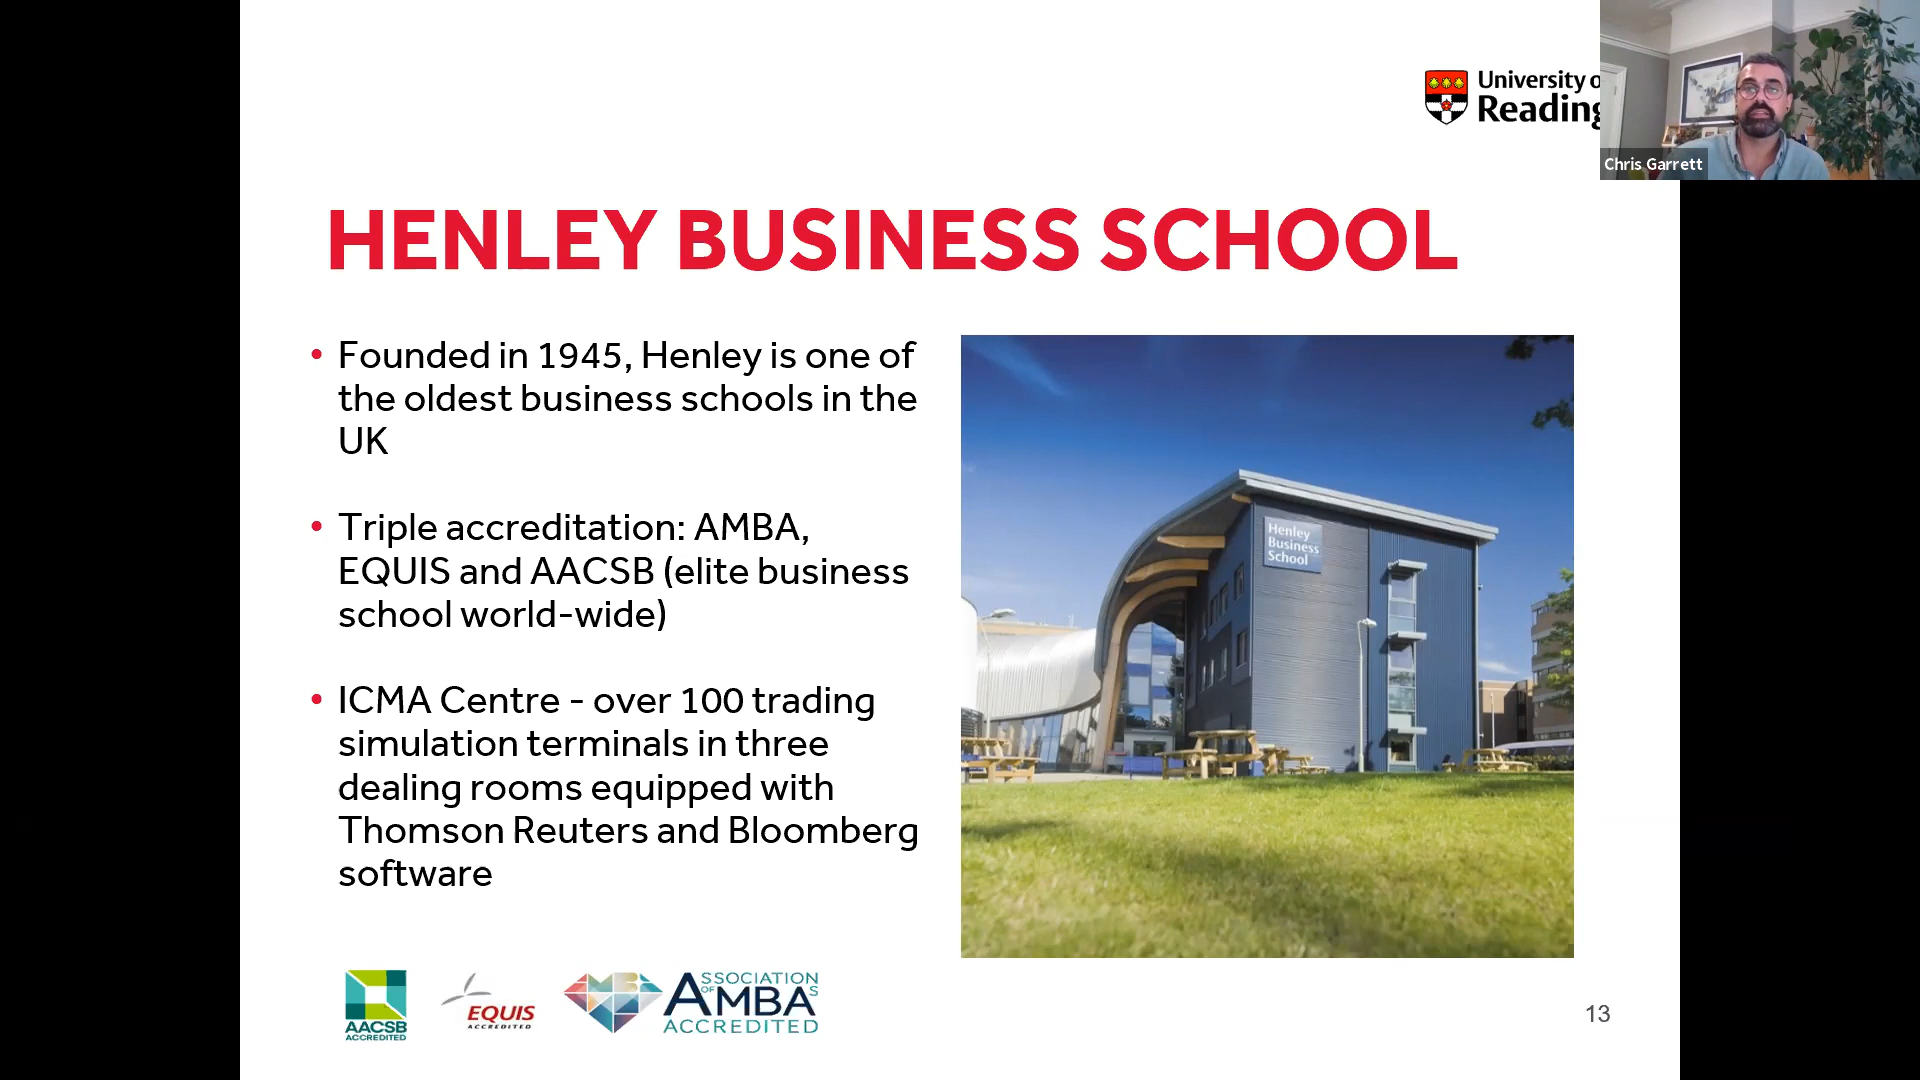 University o
Reading
Chris Garrett
HENLEY BUSINESS SCHOOL
• Founded in 1945, Henley is one of
the oldest business schools in the
UK
• Triple accreditation: AMBA,
EQUIS and AACSB (elite business
school world-wide)
• ICMA Centre - over 100 trading
simulation terminals in three
dealing rooms equipped with
Thomson Reuters and Bloomberg
software
Henley
Business
School
AACSB
ACCREDITED
EQUIS
ACCREDITED
ASSOCIATION
OF
AMBAS
ACCREDITED
13